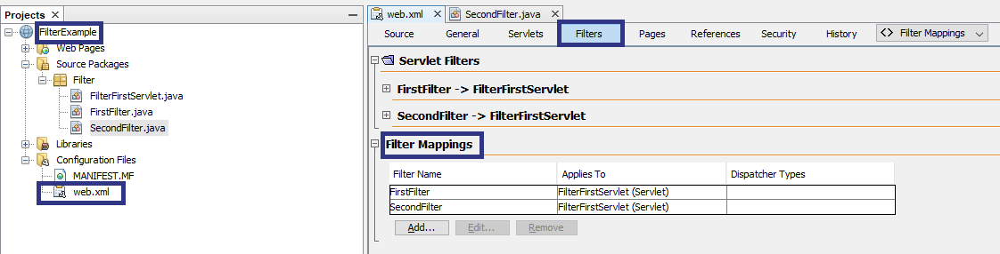 Projects ×
FilterExample
Web Pages
Source Packages
Filter
FilterFirstServlet.java
FirstFilter.java
SecondFilter.java
Libraries
Configuration Files
MANIFEST.MF
web.xml
web.xml SecondFilter.java
Source General Servlets Filters Pages References Security History <> Filter Mappings
Servlet Filters
FirstFilter -> FilterFirstServlet
SecondFilter -> FilterFirstServlet
Filter Mappings
Filter Name Applies To Dispatcher Types
FirstFilter FilterFirstServlet (Servlet)
SecondFilter FilterFirstServlet (Servlet)
Add... Edit... Remove